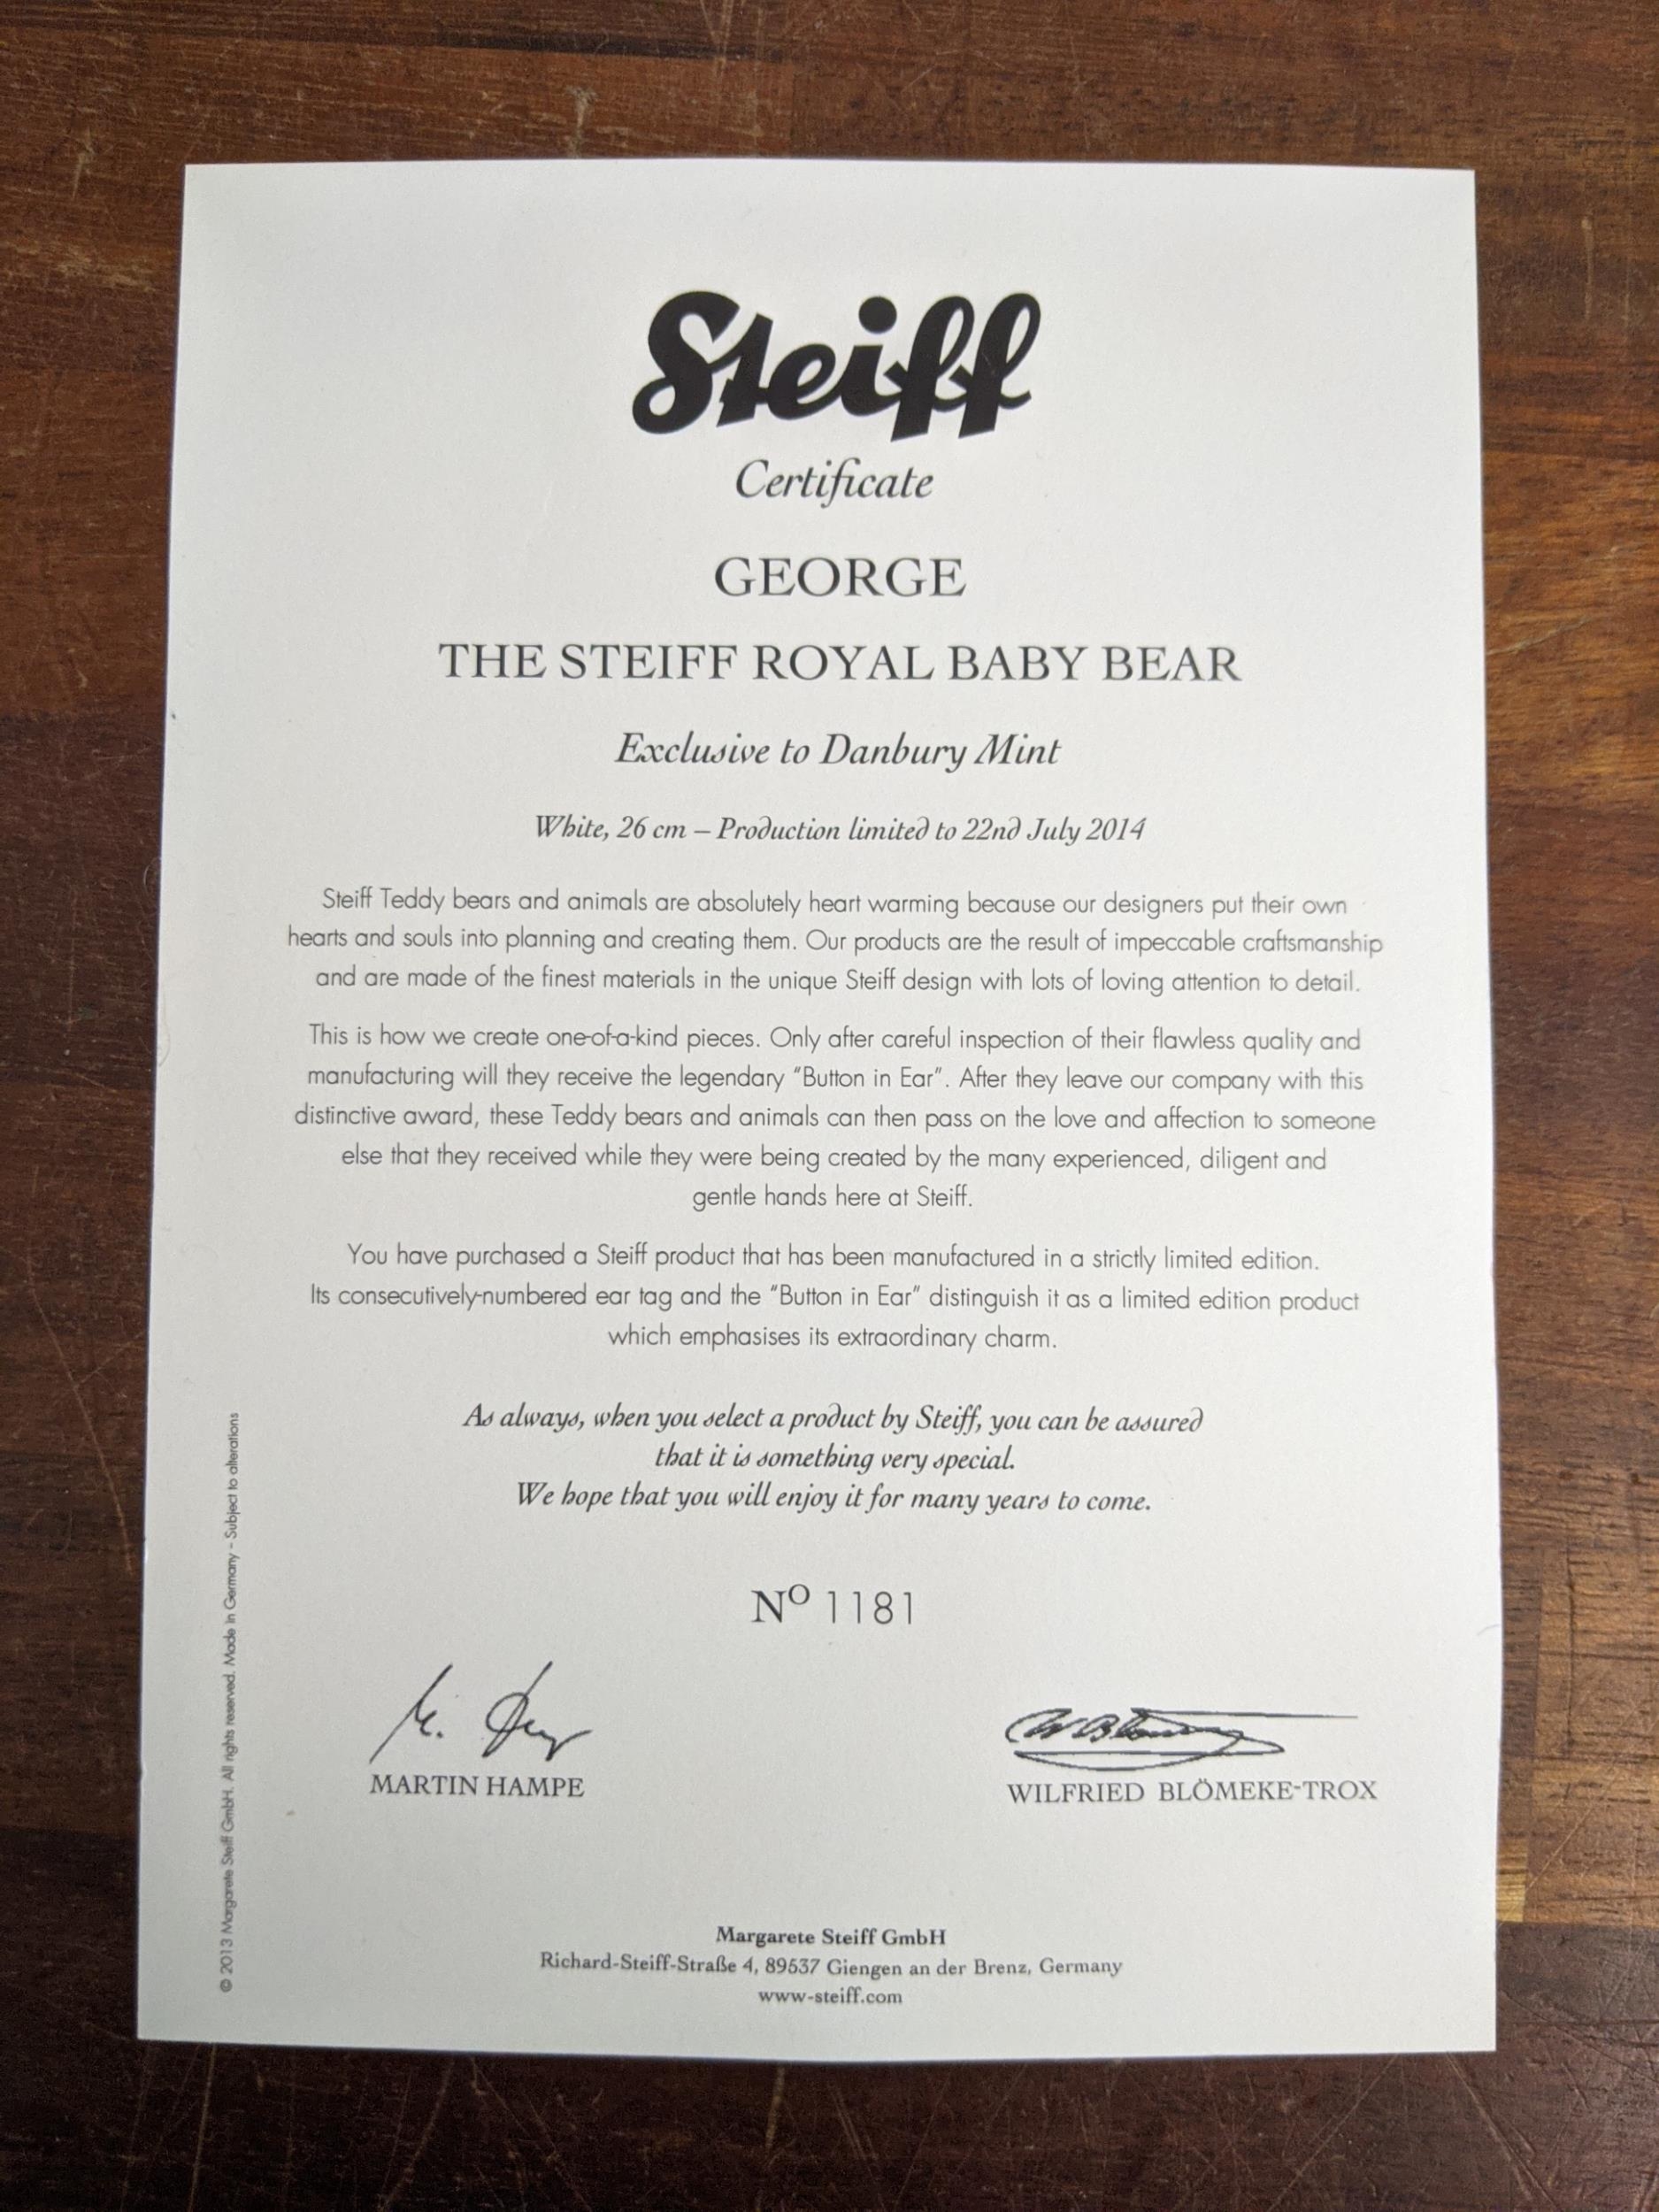 Steiff
Certificate
GEORGE
THE STEIFF ROYAL BABY BEAR
Exclusive to Danbury Mint
White, 26 cm – Production limited to 22nd July 2014
Steiff Teddy bears and animals are absolutely heart warming because our designers put their own
hearts and souls into planning and creating them. Our products are the result of impeccable craftsmanship
and are made of the finest materials in the unique Steiff design with lots of loving attention to detail.
This is how we create one-of-a-kind pieces. Only after careful inspection of their flawless quality and
manufacturing will they receive the legendary “Button in Ear”. After they leave our company with this
distinctive award, these Teddy bears and animals can then pass on the love and affection to someone
else that they received while they were being created by the many experienced, diligent and
gentle hands here at Steiff.
You have purchased a Steiff product that has been manufactured in a strictly limited edition.
Its consecutively-numbered ear tag and the “Button in Ear” distinguish it as a limited edition product
which emphasises its extraordinary charm.
As always, when you select a product by Steiff, you can be assured
that it is something very special.
We hope that you will enjoy it for many years to come.
Nº 1181
MARTIN HAMPE
WILFRIED BLÖMEKE-TROX
Margarete Steiff GmbH
Richard-Steiff-Straße 4, 89537 Giengen an der Brenz, Germany
www-steiff.com
© 2013 Margarete Steiff GmbH. All rights reserved. Made in Germany – Subject to alterations